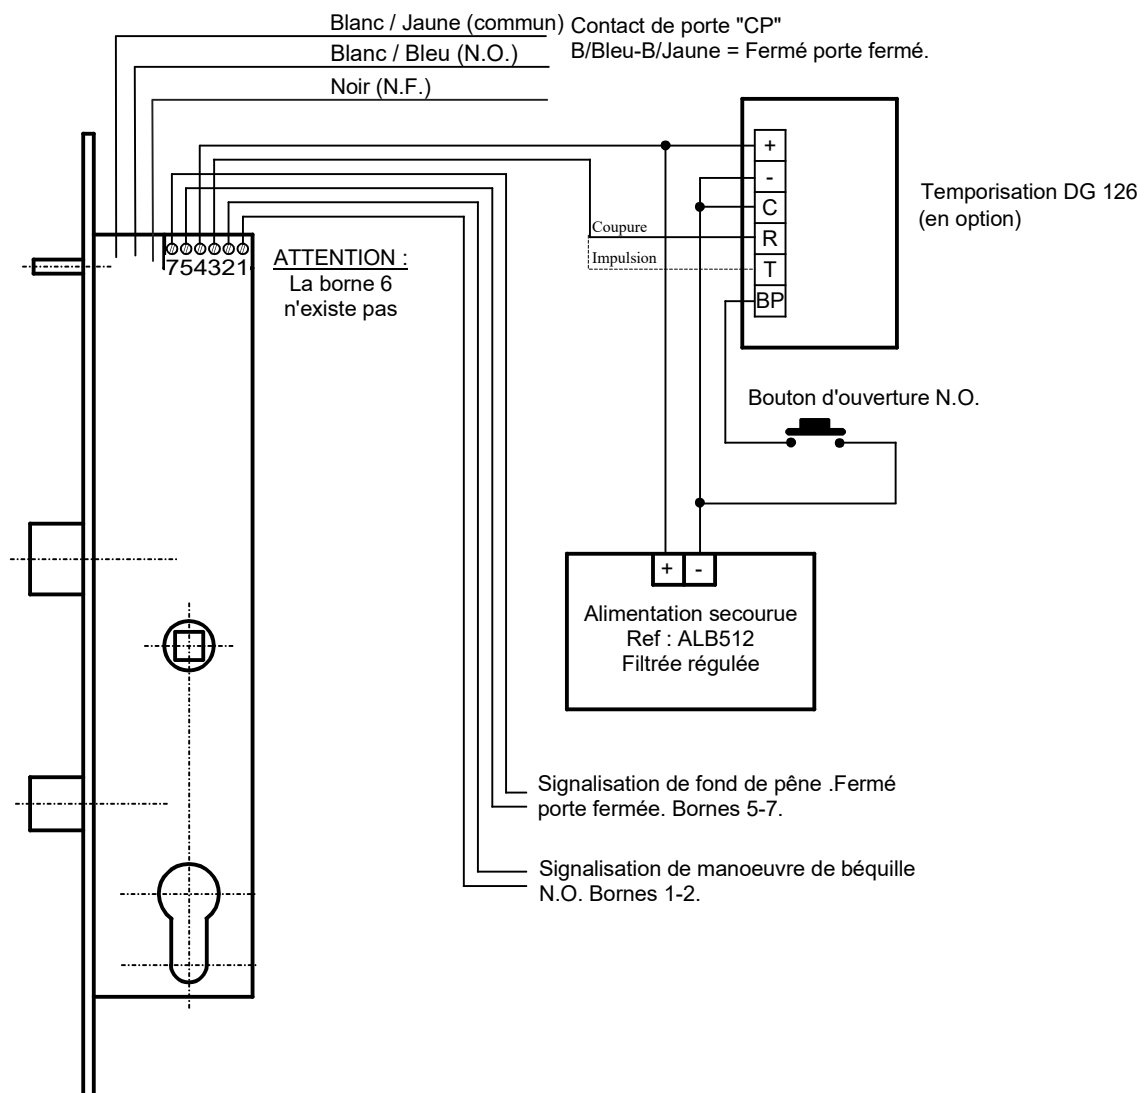 Blanc / Jaune (commun)
Contact de porte "CP"
B/Bleu-B/Jaune = Fermé porte fermé.
Blanc / Bleu (N.O.)
Noir (N.F.)
+
-
C
R
T
BP
Temporisation DG 126
(en option)
Coupure
Impulsion
754321
ATTENTION :
La borne 6
n'existe pas
Bouton d'ouverture N.O.
+ -
Alimentation secourue
Ref : ALB512
Filtrée régulée
Signalisation de fond de pêne .Fermé
porte fermée. Bornes 5-7.
Signalisation de manoeuvre de béquille
N.O. Bornes 1-2.